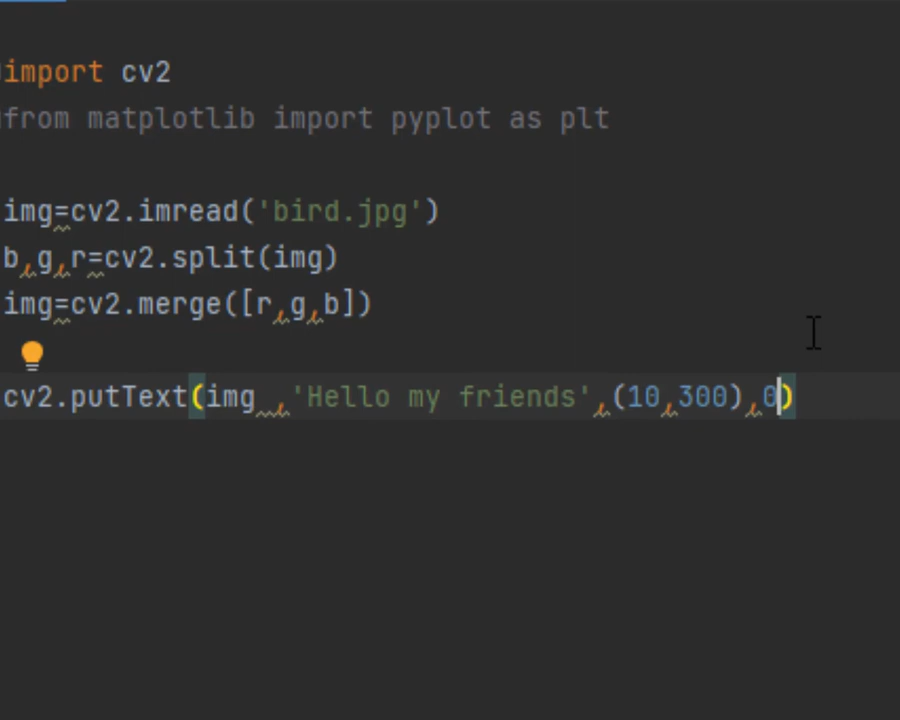 import cv2
from matplotlib import pyplot as plt
img=cv2.imread('bird.jpg')
b,g,r=cv2.split(img)
img=cv2.merge([r,g,b])
cv2.putText(img ,'Hello my friends',(10,300),0)